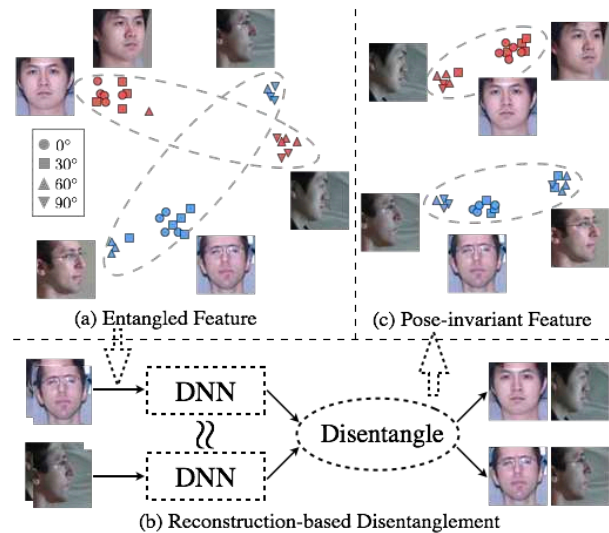 0°
30°
60°
90°
(a) Entangled Feature
(c) Pose-invariant Feature
DNN
DNN
Disentangle
(b) Reconstruction-based Disentanglement